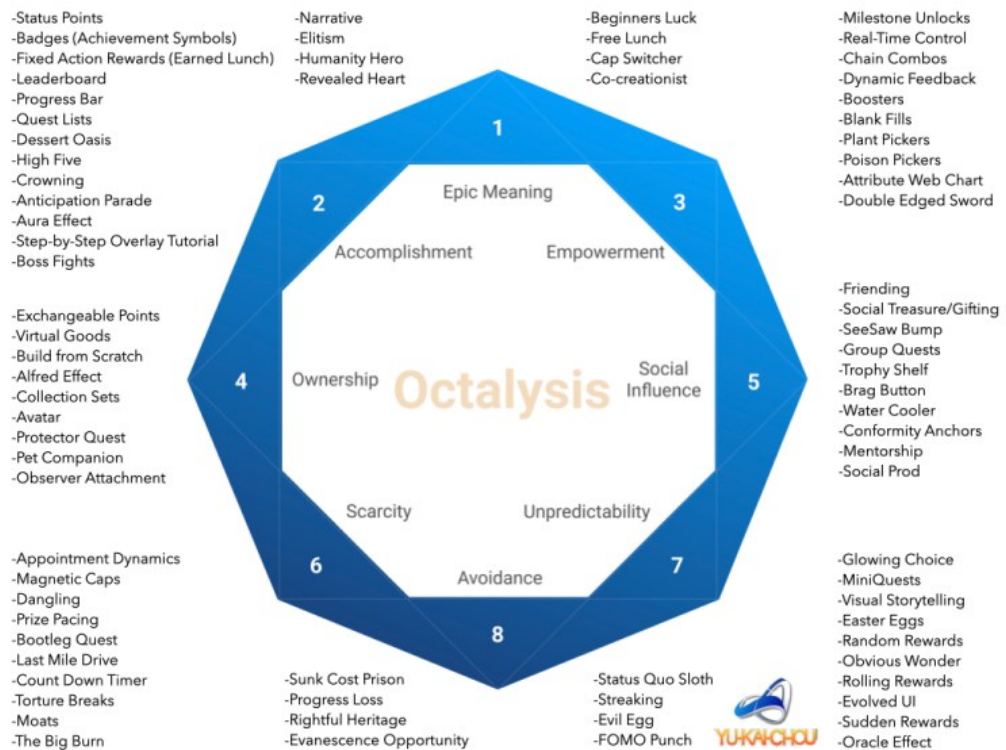 -Status Points
-Badges (Achievement Symbols)
-Fixed Action Rewards (Earned Lunch)
-Leaderboard
-Progress Bar
-Quest Lists
-Dessert Oasis
-High Five
-Crowning
-Anticipation Parade
-Aura Effect
-Step-by-Step Overlay Tutorial
-Boss Fights
-Narrative
-Elitism
-Humanity Hero
-Revealed Heart
-Beginners Luck
-Free Lunch
-Cap Switcher
-Co-creationist
-Milestone Unlocks
-Real-Time Control
-Chain Combos
-Dynamic Feedback
-Boosters
-Blank Fills
-Plant Pickers
-Poison Pickers
-Attribute Web Chart
-Double Edged Sword
1
Epic Meaning
2
Accomplishment
3
Empowerment
-Exchangeable Points
-Virtual Goods
-Build from Scratch
-Alfred Effect
-Collection Sets
-Avatar
-Protector Quest
-Pet Companion
-Observer Attachment
4
Ownership
Octalysis
Social
Influence
5
-Friending
-Social Treasure/Gifting
-SeeSaw Bump
-Group Quests
-Trophy Shelf
-Brag Button
-Water Cooler
-Conformity Anchors
-Mentorship
-Social Prod
Scarcity
6
Unpredictability
7
Avoidance
8
-Appointment Dynamics
-Magnetic Caps
-Dangling
-Prize Pacing
-Bootleg Quest
-Last Mile Drive
-Count Down Timer
-Torture Breaks
-Moats
-The Big Burn
-Sunk Cost Prison
-Progress Loss
-Rightful Heritage
-Evanescence Opportunity
-Status Quo Sloth
-Streaking
-Evil Egg
-FOMO Punch
YU-KAI-CHOU
-Glowing Choice
-MiniQuests
-Visual Storytelling
-Easter Eggs
-Random Rewards
-Obvious Wonder
-Rolling Rewards
-Evolved UI
-Sudden Rewards
-Oracle Effect